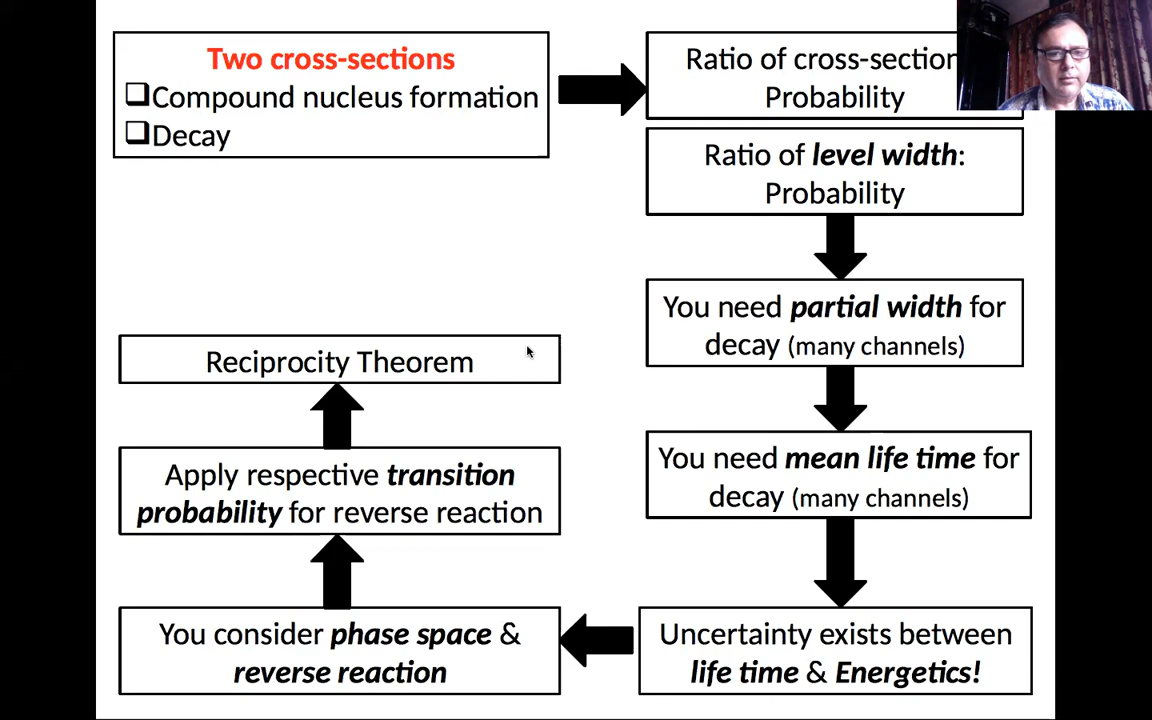 Two cross-sections
❑Compound nucleus formation
❑Decay
Ratio of cross-section
Probability
Ratio of level width:
Probability
You need partial width for
decay (many channels)
You need mean life time for
decay (many channels)
Uncertainty exists between
life time & Energetics!
You consider phase space &
reverse reaction
Apply respective transition
probability for reverse reaction
Reciprocity Theorem